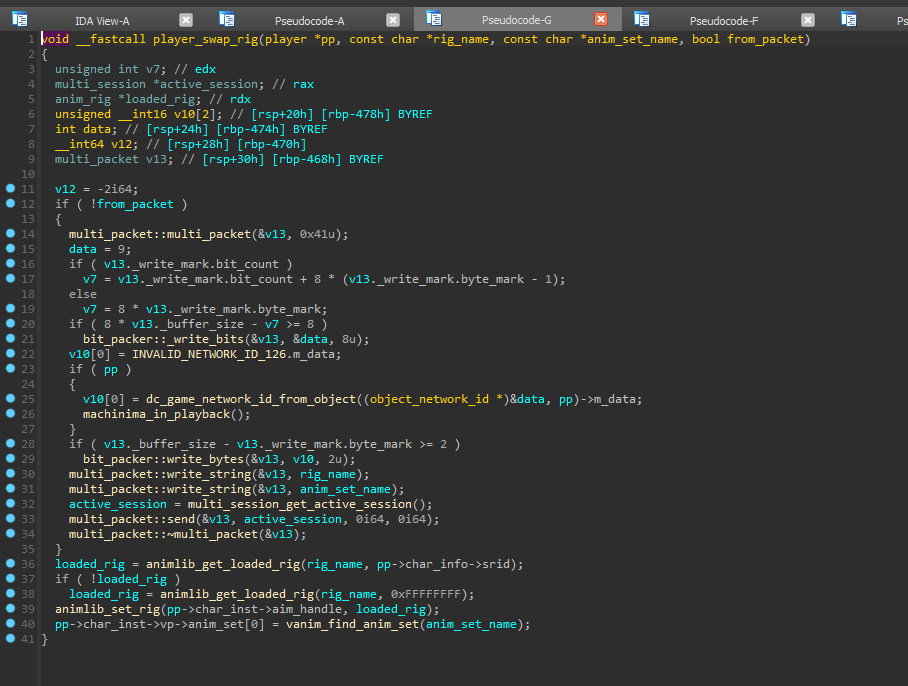 IDA View-A Pseudocode-A Pseudocode-G Pseudocode-F Ps
1 void __fastcall player_swap_rig(player *pp, const char *rig_name, const char *anim_set_name, bool from_packet)
2 {
3   unsigned int v7; // edx
4   multi_session *active_session; // rax
5   anim_rig *loaded_rig; // rdx
6   unsigned __int16 v10[2]; // [rsp+20h] [rbp-478h] BYREF
7   int data; // [rsp+24h] [rbp-474h] BYREF
8   __int64 v12; // [rsp+28h] [rbp-470h]
9   multi_packet v13; // [rsp+30h] [rbp-468h] BYREF
10
11   v12 = -2i64;
12   if ( !from_packet )
13   {
14     multi_packet::multi_packet(&v13, 0x41u);
15     data = 9;
16     if ( v13._write_mark.bit_count )
17       v7 = v13._write_mark.bit_count + 8 * (v13._write_mark.byte_mark - 1);
18     else
19       v7 = 8 * v13._write_mark.byte_mark;
20     if ( 8 * v13._buffer_size - v7 >= 8 )
21       bit_packer::_write_bits(&v13, &data, 8u);
22     v10[0] = INVALID_NETWORK_ID_126.m_data;
23     if ( pp )
24     {
25       v10[0] = dc_game_network_id_from_object((object_network_id *)&data, pp)->m_data;
26       machinima_in_playback();
27     }
28     if ( v13._buffer_size - v13._write_mark.byte_mark >= 2 )
29       bit_packer::write_bytes(&v13, v10, 2u);
30     multi_packet::write_string(&v13, rig_name);
31     multi_packet::write_string(&v13, anim_set_name);
32     active_session = multi_session_get_active_session();
33     multi_packet::send(&v13, active_session, 0i64, 0i64);
34     multi_packet::~multi_packet(&v13);
35   }
36   loaded_rig = animlib_get_loaded_rig(rig_name, pp->char_info->srid);
37   if ( !loaded_rig )
38     loaded_rig = animlib_get_loaded_rig(rig_name, 0xFFFFFFFF);
39   animlib_set_rig(pp->char_inst->aim_handle, loaded_rig);
40   pp->char_inst->vp->anim_set[0] = vanim_find_anim_set(anim_set_name);
41 }